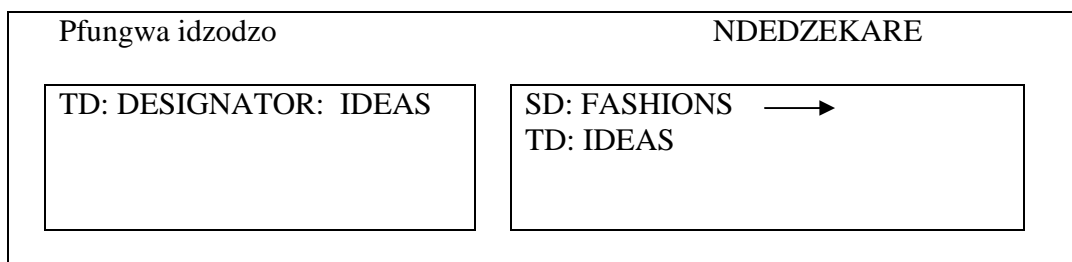 Pfungwa idzodzo NDEDZEKARE
TD: DESIGNATOR: IDEAS
SD: FASHIONS
TD: IDEAS